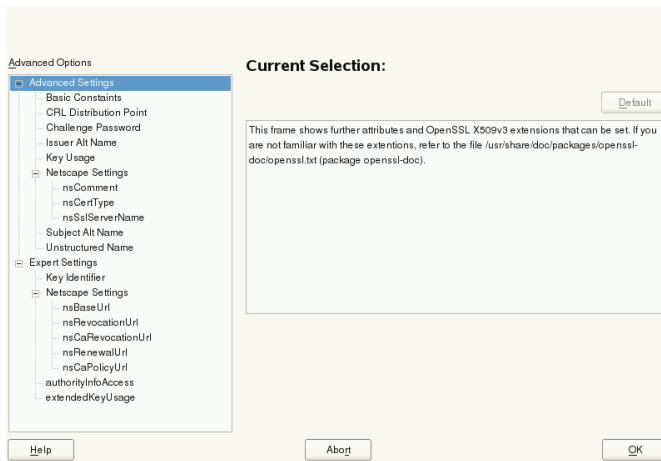 Advanced Options
Advanced Settings
Basic Constaints
CRL Distribution Point
Challenge Password
Issuer Alt Name
Key Usage
Netscape Settings
nsComment
nsCertType
nsSslServerName
Subject Alt Name
Unstructured Name
Expert Settings
Key Identifier
Netscape Settings
nsBaseUrl
nsRevocationUrl
nsCaRevocationUrl
nsRenewalUrl
nsCaPolicyUrl
authorityInfoAccess
extendedKeyUsage
Current Selection:
Default
This frame shows further attributes and OpenSSL X509v3 extensions that can be set. If you
are not familiar with these extentions, refer to the file /usr/share/doc/packages/openssl-
doc/openssl.txt (package openssl-doc).
Help
Abort
OK